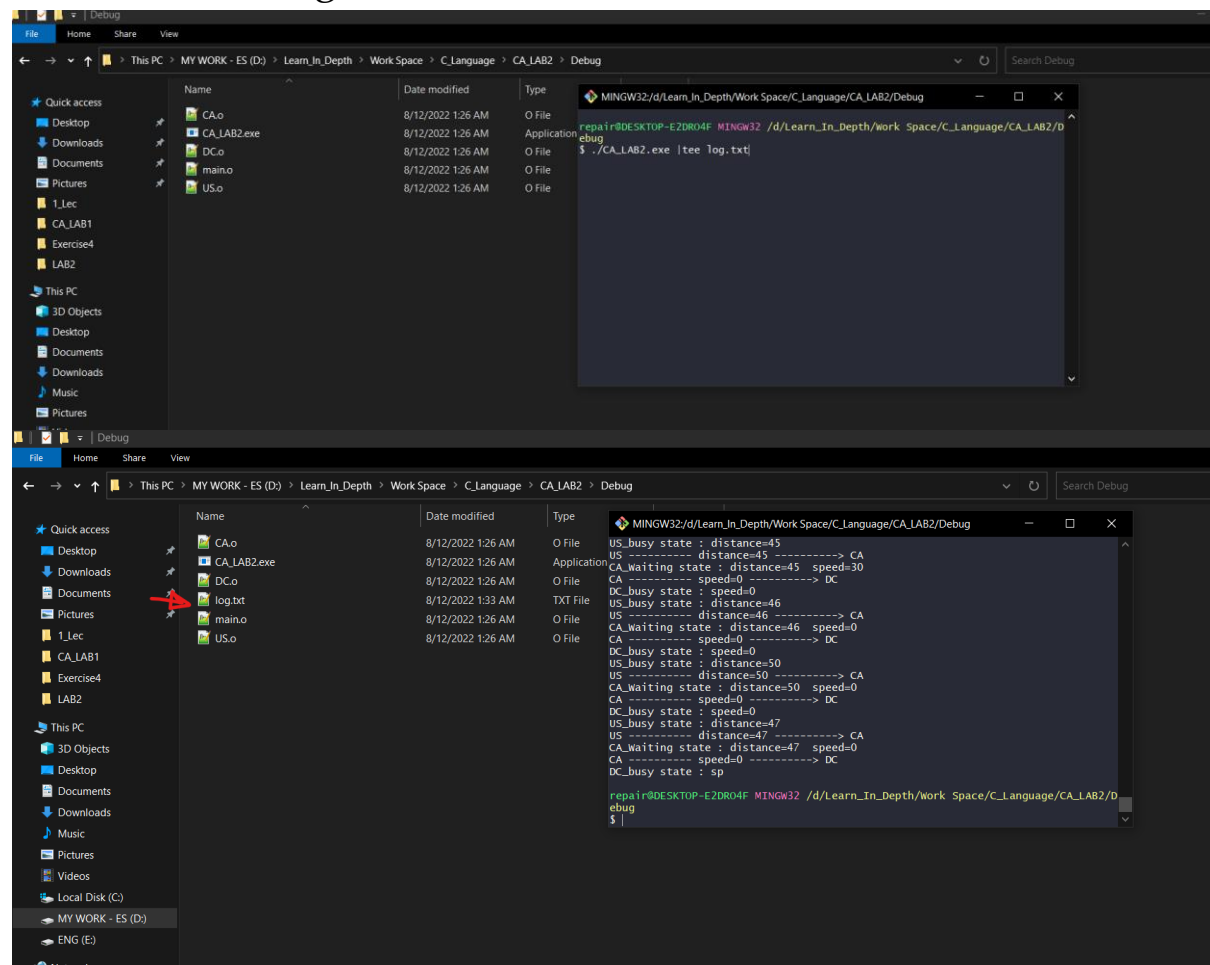 Debug
File Home Share View
This PC > MY WORK - ES (D:) > Learn_In_Depth > Work Space > C_Language > CA_LAB2 > Debug
Search Debug
Quick access
Desktop
Downloads
Documents
Pictures
1_Lec
CA_LAB1
Exercise4
LAB2
This PC
3D Objects
Desktop
Documents
Downloads
Music
Pictures
Name Date modified Type
CA.o 8/12/2022 1:26 AM O File
CA_LAB2.exe 8/12/2022 1:26 AM Application
DC.o 8/12/2022 1:26 AM O File
main.o 8/12/2022 1:26 AM O File
US.o 8/12/2022 1:26 AM O File
MINGW32:/d/Learn_In_Depth/Work Space/C_Language/CA_LAB2/Debug
repair@DESKTOP-E2DRO4F MINGW32 /d/Learn_In_Depth/Work Space/C_Language/CA_LAB2/D
ebug
$ ./CA_LAB2.exe |tee log.txt
Debug
File Home Share View
This PC > MY WORK - ES (D:) > Learn_In_Depth > Work Space > C_Language > CA_LAB2 > Debug
Search Debug
Quick access
Desktop
Downloads
Documents
Pictures
1_Lec
CA_LAB1
Exercise4
LAB2
This PC
3D Objects
Desktop
Documents
Downloads
Music
Pictures
Videos
Local Disk (C:)
MY WORK - ES (D:)
ENG (E:)
Name Date modified Type
CA.o 8/12/2022 1:26 AM O File
CA_LAB2.exe 8/12/2022 1:26 AM Application
DC.o 8/12/2022 1:26 AM O File
log.txt 8/12/2022 1:33 AM TXT File
main.o 8/12/2022 1:26 AM O File
US.o 8/12/2022 1:26 AM O File
MINGW32:/d/Learn_In_Depth/Work Space/C_Language/CA_LAB2/Debug
US_busy state : distance=45
US ---------- distance=45 ----------> CA
CA_Waiting state : distance=45 speed=30
CA ---------- speed=0 ----------> DC
DC_busy state : speed=0
US_busy state : distance=46
US ---------- distance=46 ----------> CA
CA_Waiting state : distance=46 speed=0
CA ---------- speed=0 ----------> DC
DC_busy state : speed=0
US_busy state : distance=50
US ---------- distance=50 ----------> CA
CA_Waiting state : distance=50 speed=0
CA ---------- speed=0 ----------> DC
DC_busy state : speed=0
US_busy state : distance=47
US ---------- distance=47 ----------> CA
CA_Waiting state : distance=47 speed=0
CA ---------- speed=0 ----------> DC
DC_busy state : sp
repair@DESKTOP-E2DRO4F MINGW32 /d/Learn_In_Depth/Work Space/C_Language/CA_LAB2/D
ebug
$